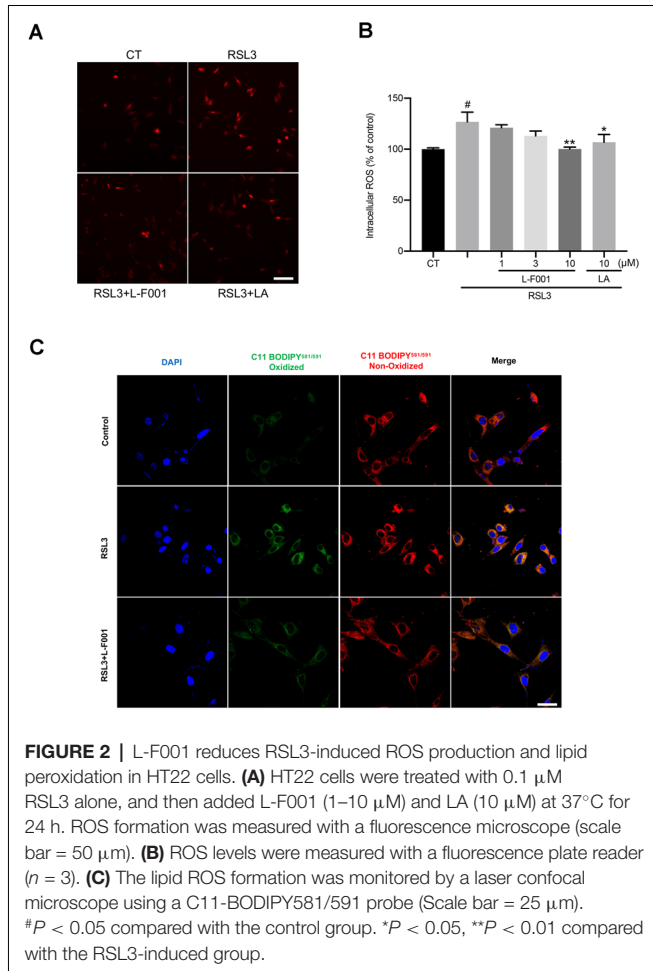 A
CT RSL3
RSL3+L-F001 RSL3+LA
B
Intracellular ROS (% of control)
150
100
50
0
#
**
*
CT 1 3 10 10 (μM)
L-F001 LA
RSL3
C
DAPI C11 BODIPY581/591 Oxidized C11 BODIPY581/591 Non-Oxidized Merge
Control
RSL3
RSL3+L-F001
FIGURE 2 | L-F001 reduces RSL3-induced ROS production and lipid
peroxidation in HT22 cells. (A) HT22 cells were treated with 0.1 μM
RSL3 alone, and then added L-F001 (1–10 μM) and LA (10 μM) at 37°C for
24 h. ROS formation was measured with a fluorescence microscope (scale
bar = 50 μm). (B) ROS levels were measured with a fluorescence plate reader
(n = 3). (C) The lipid ROS formation was monitored by a laser confocal
microscope using a C11-BODIPY581/591 probe (Scale bar = 25 μm).
#P < 0.05 compared with the control group. *P < 0.05, **P < 0.01 compared
with the RSL3-induced group.